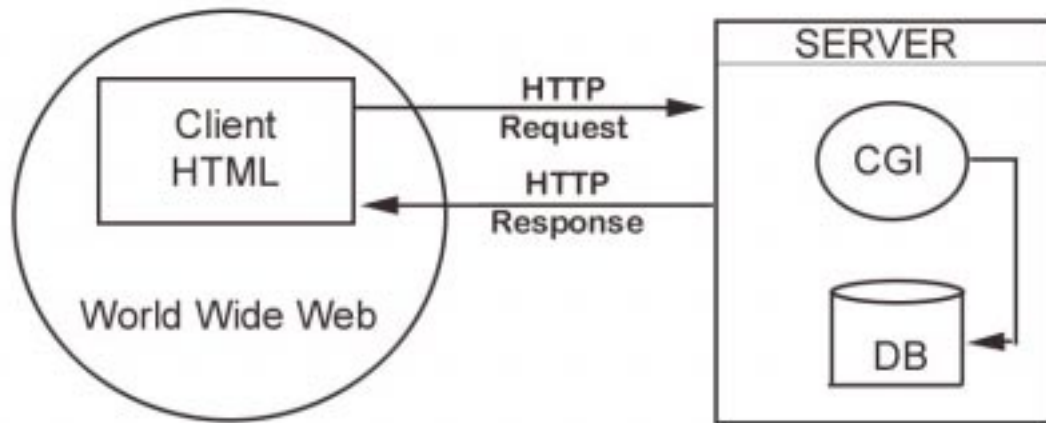 Client
HTML
World Wide Web
HTTP
Request
HTTP
Response
SERVER
CGI
DB